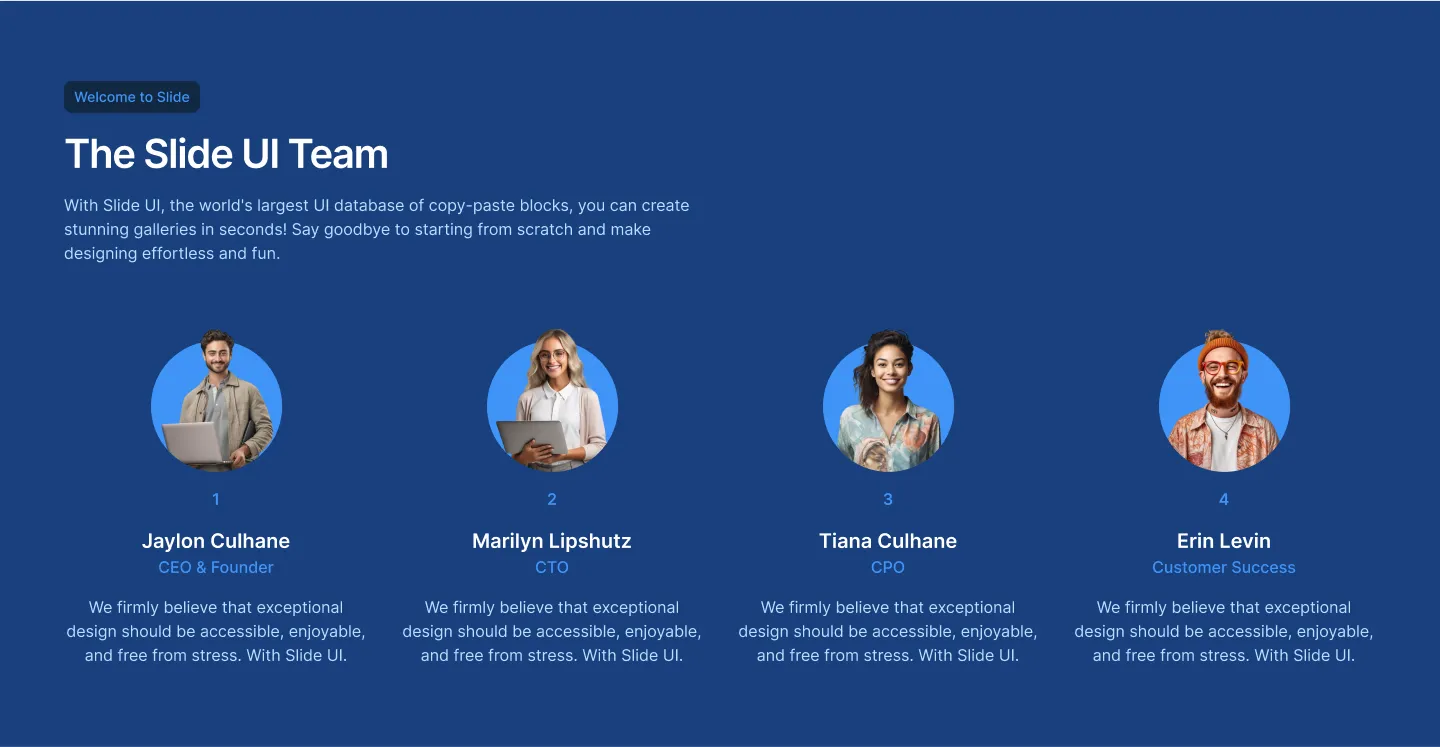 Welcome to Slide
The Slide UI Team
With Slide UI, the world's largest UI database of copy-paste blocks, you can create
stunning galleries in seconds! Say goodbye to starting from scratch and make
designing effortless and fun.
1
Jaylon Culhane
CEO & Founder
We firmly believe that exceptional
design should be accessible, enjoyable,
and free from stress. With Slide UI.
2
Marilyn Lipshutz
CTO
We firmly believe that exceptional
design should be accessible, enjoyable,
and free from stress. With Slide UI.
3
Tiana Culhane
CPO
We firmly believe that exceptional
design should be accessible, enjoyable,
and free from stress. With Slide UI.
4
Erin Levin
Customer Success
We firmly believe that exceptional
design should be accessible, enjoyable,
and free from stress. With Slide UI.